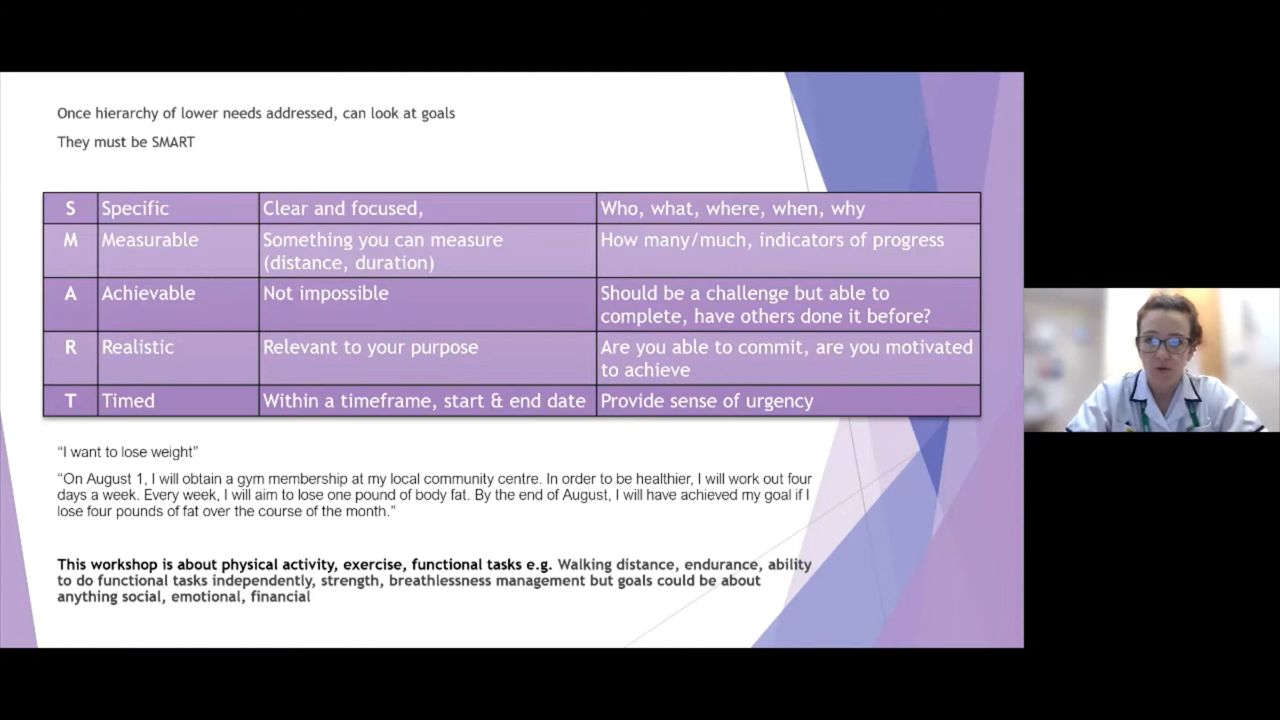 Once hierarchy of lower needs addressed, can look at goals
They must be SMART
S Specific Clear and focused, Who, what, where, when, why
M Measurable Something you can measure (distance, duration) How many/much, indicators of progress
A Achievable Not impossible Should be a challenge but able to complete, have others done it before?
R Realistic Relevant to your purpose Are you able to commit, are you motivated to achieve
T Timed Within a timeframe, start & end date Provide sense of urgency
“I want to lose weight”
“On August 1, I will obtain a gym membership at my local community centre. In order to be healthier, I will work out four
days a week. Every week, I will aim to lose one pound of body fat. By the end of August, I will have achieved my goal if I
lose four pounds of fat over the course of the month.”
This workshop is about physical activity, exercise, functional tasks e.g. Walking distance, endurance, ability
to do functional tasks independently, strength, breathlessness management but goals could be about
anything social, emotional, financial